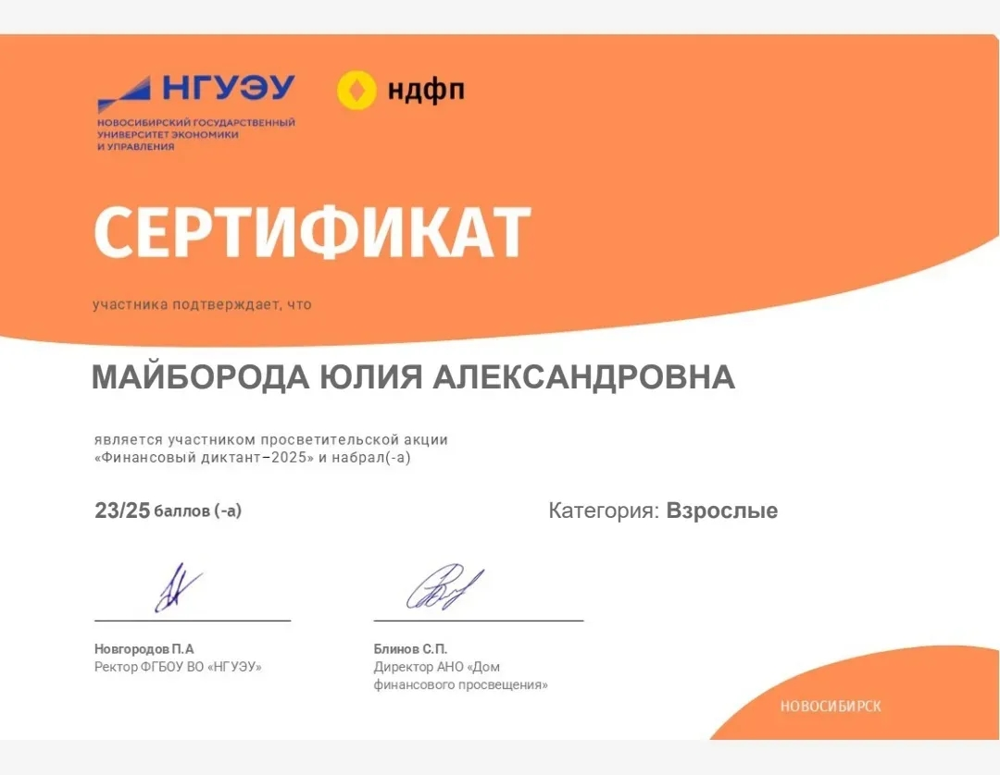 НГУЭУ
НОВОСИБИРСКИЙ ГОСУДАРСТВЕННЫЙ
УНИВЕРСИТЕТ ЭКОНОМИКИ
И УПРАВЛЕНИЯ
ндфп
СЕРТИФИКАТ
участника подтверждает, что
МАЙБОРОДА ЮЛИЯ АЛЕКСАНДРОВНА
является участником просветительской акции
«Финансовый диктант–2025» и набрал(-а)
23/25 баллов (-а)
Категория: Взрослые
Новгородов П.А
Ректор ФГБОУ ВО «НГУЭУ»
Блинов С.П.
Директор АНО «Дом
финансового просвещения»
НОВОСИБИРСК